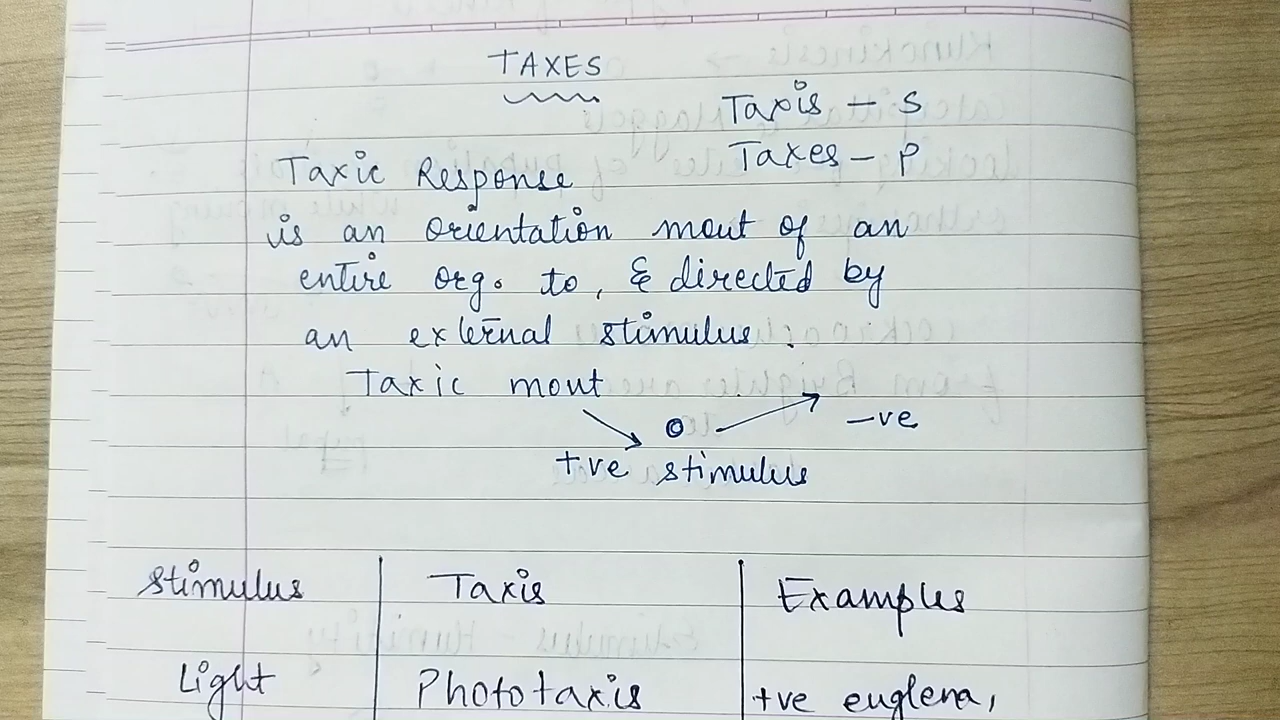 TAXES
Taxis - S
Taxes - P
Taxic Response
is an orientation movt of an
entire org. to, & directed by
an external stimulus.
Taxic movt
-ve
+ve stimulus
Stimulus Taxis Examples
Light Phototaxis +ve euglena,